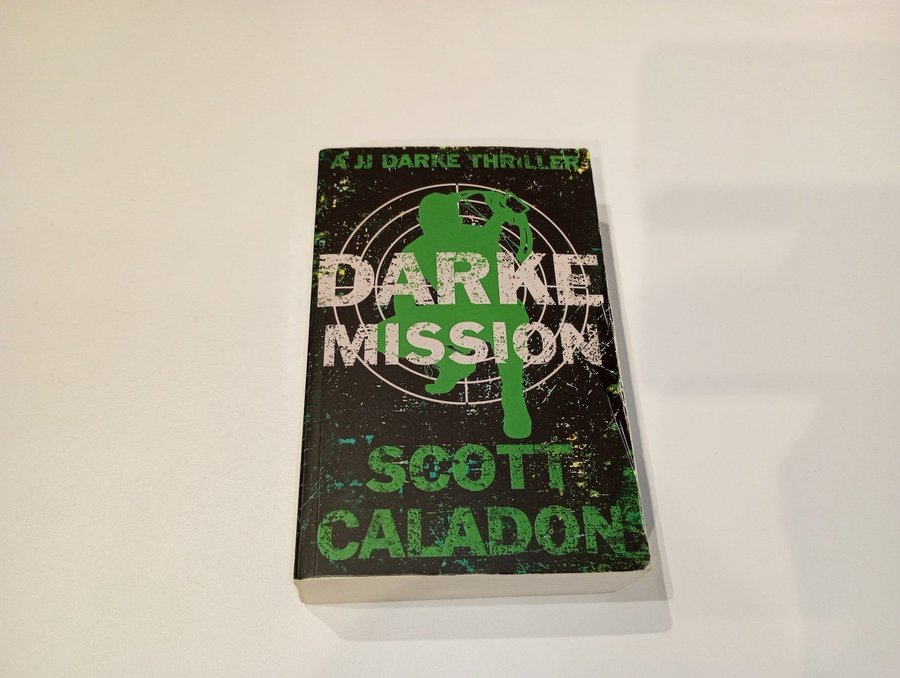 A JJ DARKE THRILLER
DARKE
MISSION
SCOTT
CALADON